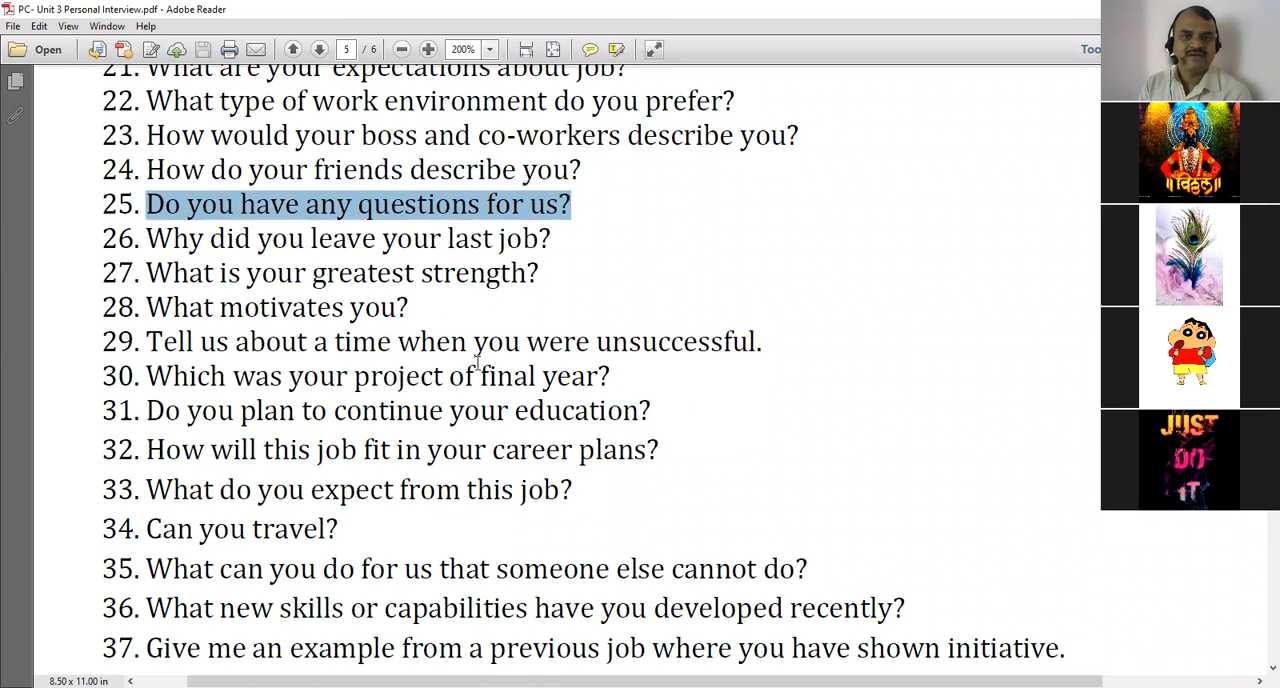 PC- Unit 3 Personal Interview.pdf - Adobe Reader
File Edit View Window Help
Open 5 / 6 200% Too
21. What are your expectations about job?
22. What type of work environment do you prefer?
23. How would your boss and co-workers describe you?
24. How do your friends describe you?
25. Do you have any questions for us?
26. Why did you leave your last job?
27. What is your greatest strength?
28. What motivates you?
29. Tell us about a time when you were unsuccessful.
30. Which was your project of final year?
31. Do you plan to continue your education?
32. How will this job fit in your career plans?
33. What do you expect from this job?
34. Can you travel?
35. What can you do for us that someone else cannot do?
36. What new skills or capabilities have you developed recently?
37. Give me an example from a previous job where you have shown initiative.
8.50 x 11.00 in
॥विठ्ठल॥
JUST
DO
iT